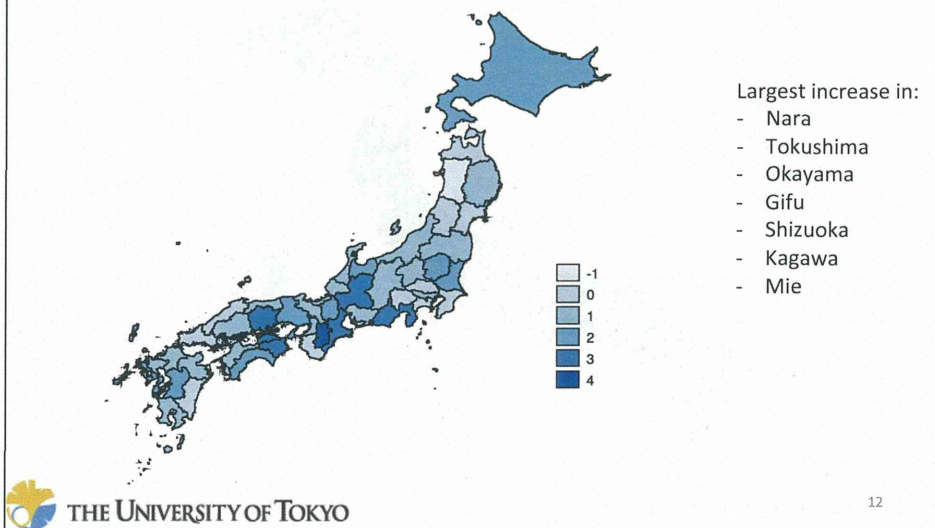 Largest increase in:
- Nara
- Tokushima
- Okayama
- Gifu
- Shizuoka
- Kagawa
- Mie
-1
0
1
2
3
4
THE UNIVERSITY OF TOKYO
12